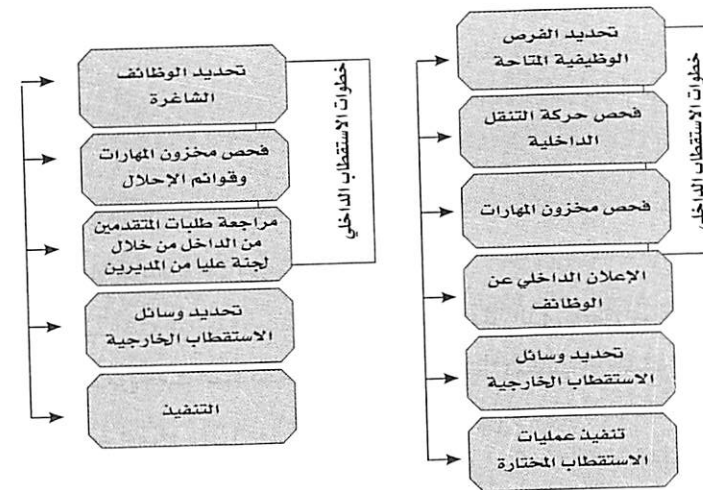 تحديد الفرص
الوظيفية المتاحة
فحص حركة التنقل
الداخلية
فحص مخزون المهارات
الإعلان الداخلي عن
الوظائف
تحديد وسائل
الاستقطاب الخارجية
تنفيذ عمليات
الاستقطاب المختارة
خطوات الاستقطاب الداخلي
تحديد الوظائف
الشاغرة
فحص مخزون المهارات
وقوائم الإحلال
مراجعة طلبات المتقدمين
من الداخل من خلال
لجنة عليا من المديرين
تحديد وسائل
الاستقطاب الخارجية
التنفيذ
خطوات الاستقطاب الداخلي